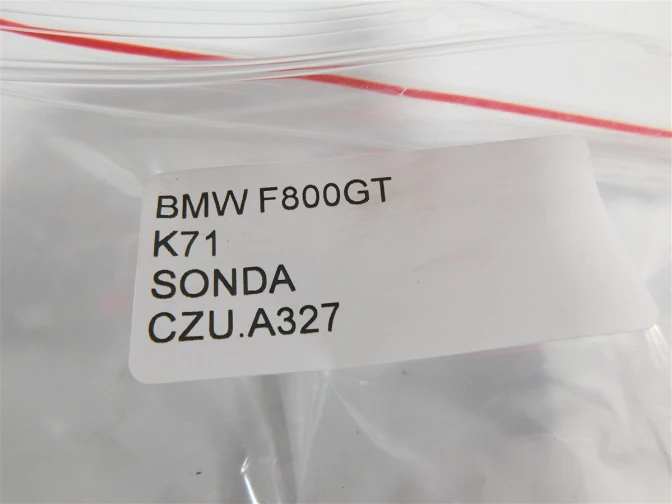 BMW F800GT
K71
SONDA
CZU.A327